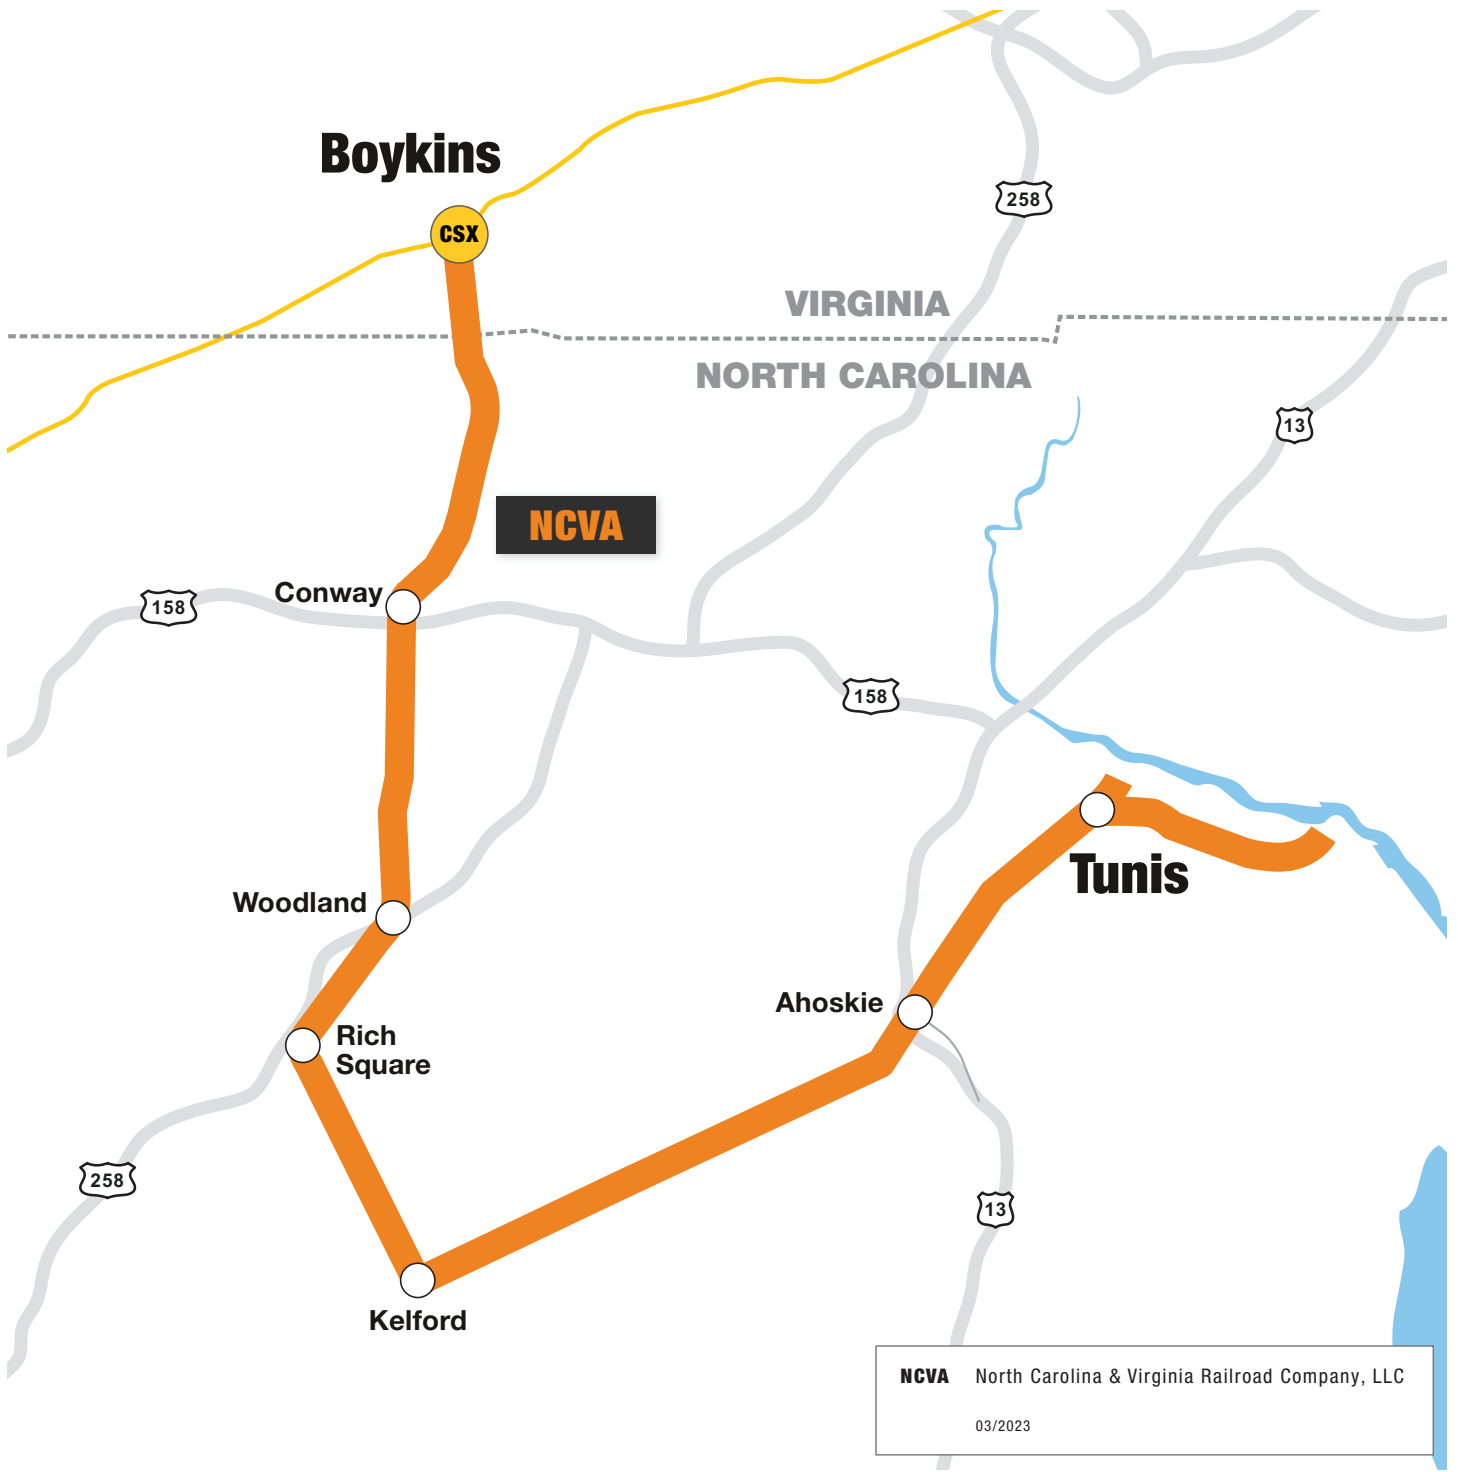 Boykins
CSX
258
VIRGINIA
NORTH CAROLINA
13
NCVA
Conway
158
158
Tunis
Woodland
Ahoskie
Rich
Square
258
13
Kelford
NCVA North Carolina & Virginia Railroad Company, LLC
03/2023